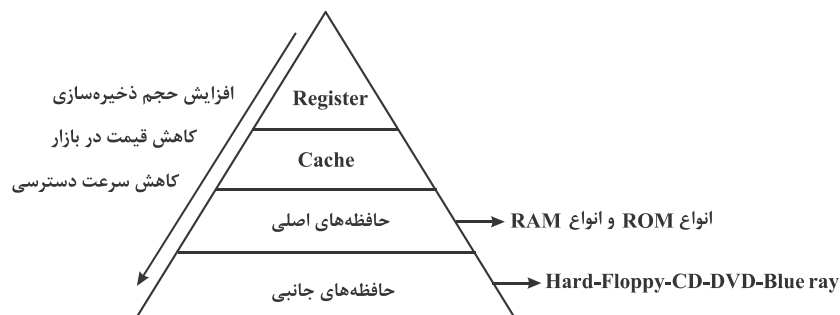 Register
افزایش حجم ذخیره‌سازی
کاهش قیمت در بازار
Cache
کاهش سرعت دسترسی
حافظه‌های اصلی
انواع ROM و انواع RAM
حافظه‌های جانبی
Hard-Floppy-CD-DVD-Blue ray